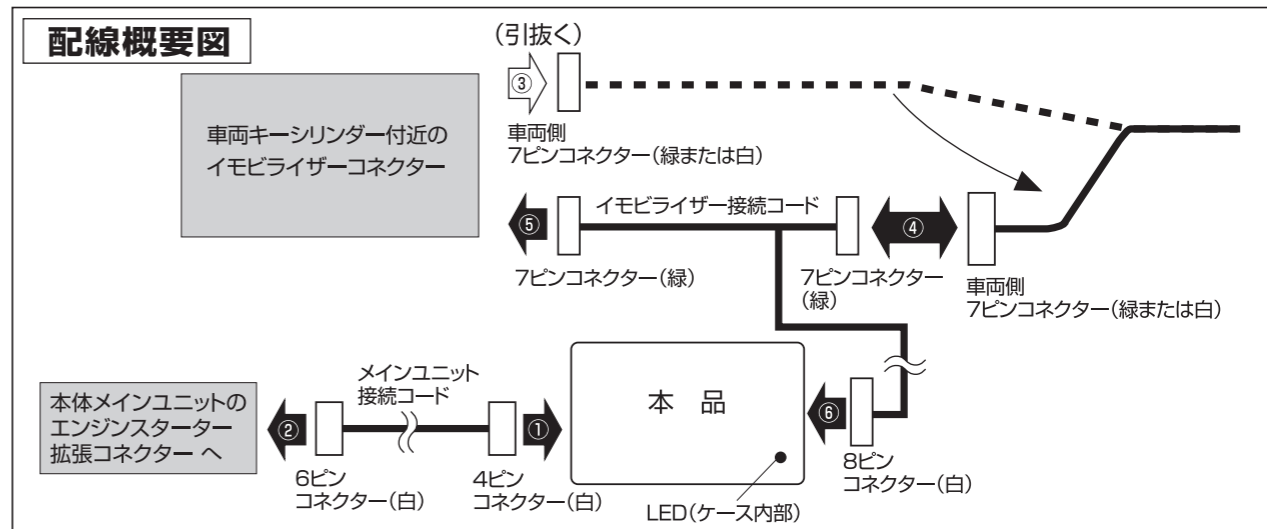 配線概要図
(引抜く)
③
車両キーシリンダー付近の
イモビライザーコネクター
車両側
7ピンコネクター(緑または白)
イモビライザー接続コード
⑤
④
7ピンコネクター(緑)
7ピンコネクター
(緑)
車両側
7ピンコネクター(緑または白)
本体メインユニットの
エンジンスターター
拡張コネクター へ
メインユニット
接続コード
②
①
本 品
⑥
6ピン
コネクター(白)
4ピン
コネクター(白)
8ピン
コネクター(白)
LED(ケース内部)